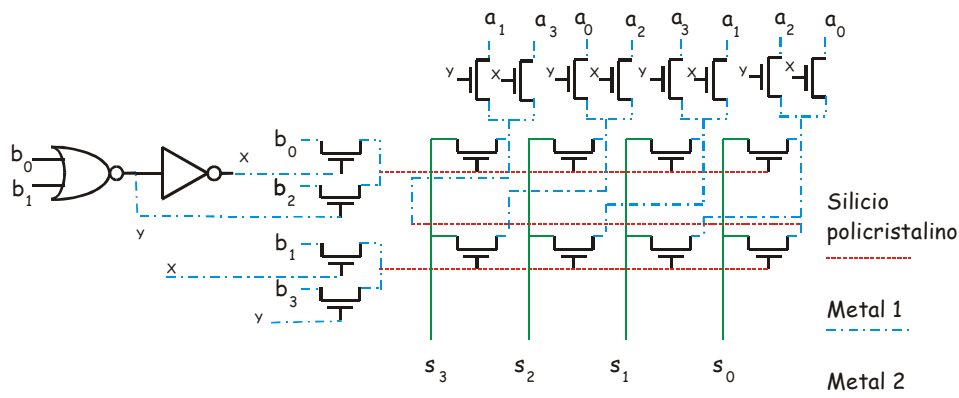 a1 a3 a0 a2 a3 a1 a2 a0
Y X Y X Y X Y X
b0
b1
X
Y
b0
b2
b1
X
b3
Y
Silicio
policristalino
Metal 1
Metal 2
s3 s2 s1 s0